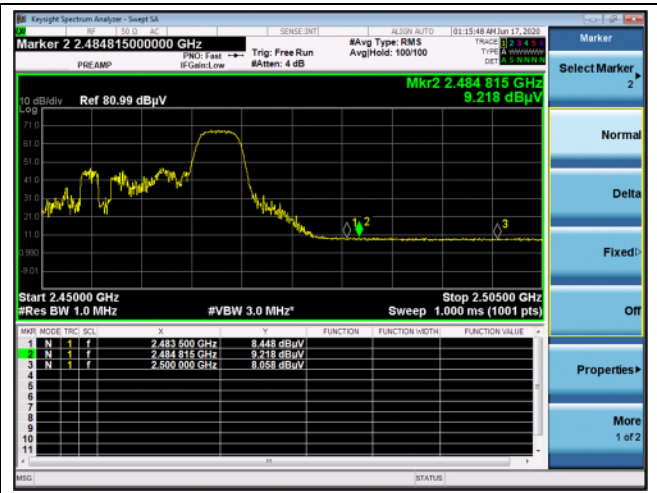 Keysight Spectrum Analyzer - Swept SA
RF 50 Ω AC SENSE:INT ALIGN AUTO 01:15:48 AM Jun 17, 2020
Marker 2 2.484815000000 GHz
PREAMP
PNO: Fast
IFGain:Low
Trig: Free Run
#Atten: 4 dB
#Avg Type: RMS
Avg|Hold: 100/100
TRACE 1 2 3 4 5 6
TYPE
DET A S N N N N
Mkr2 2.484 815 GHz
9.218 dBµV
10 dB/div Ref 80.99 dBµV
Log
71.0
61.0
51.0
41.0
31.0
21.0
11.0
0.990
-9.01
1 2 3
Start 2.45000 GHz Stop 2.50500 GHz
#Res BW 1.0 MHz #VBW 3.0 MHz* Sweep 1.000 ms (1001 pts)
MKR MODE TRC SCL X Y FUNCTION FUNCTION WIDTH FUNCTION VALUE
1 N 1 f 2.483 500 GHz 8.448 dBµV
2 N 1 f 2.484 815 GHz 9.218 dBµV
3 N 1 f 2.500 000 GHz 8.058 dBµV
4
5
6
7
8
9
10
11
MSG STATUS
Marker
Select Marker
2
Normal
Delta
Fixed
Off
Properties
More
1 of 2